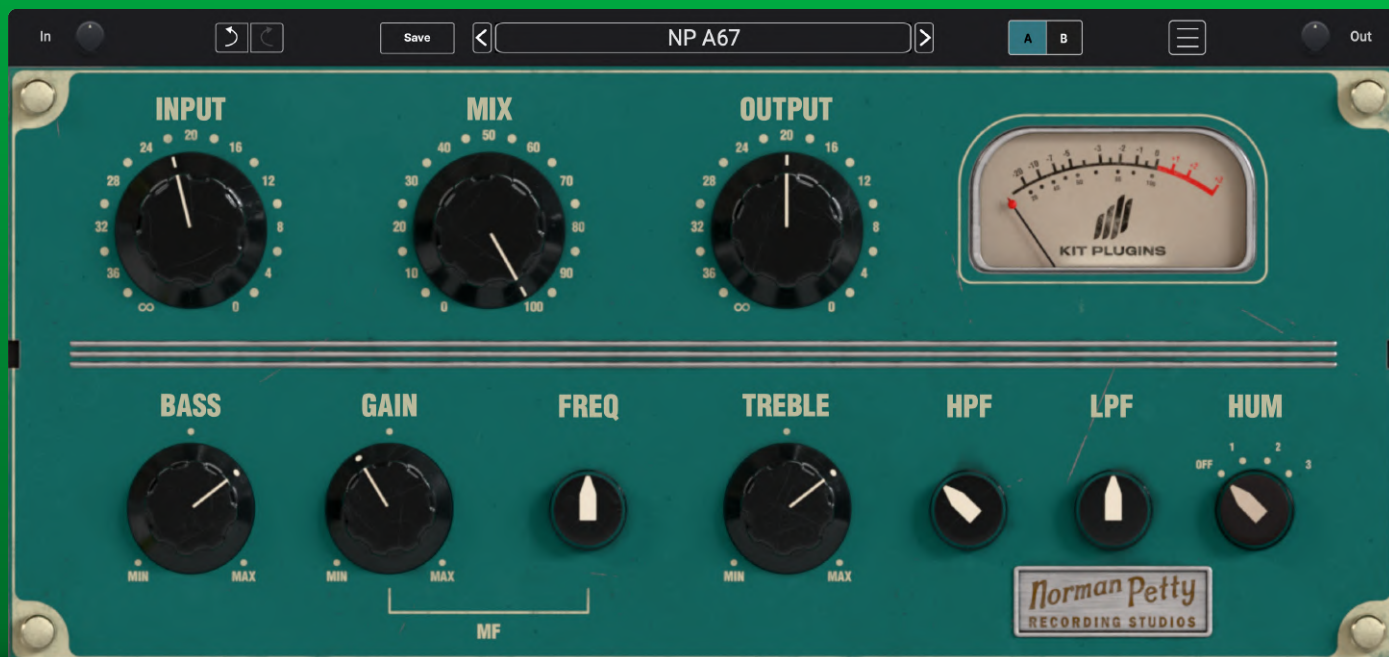 In
Save
NP A67
A
B
Out
INPUT
MIX
OUTPUT
∞ 36 32 28 24 20 16 12 8 4 0
0 10 20 30 40 50 60 70 80 90 100
∞ 36 32 28 24 20 16 12 8 4 0
KIT PLUGINS
BASS
GAIN
FREQ
TREBLE
HPF
LPF
HUM
OFF 1 2 3
MIN MAX
MIN MAX
MIN MAX
MF
Norman Petty
RECORDING STUDIOS